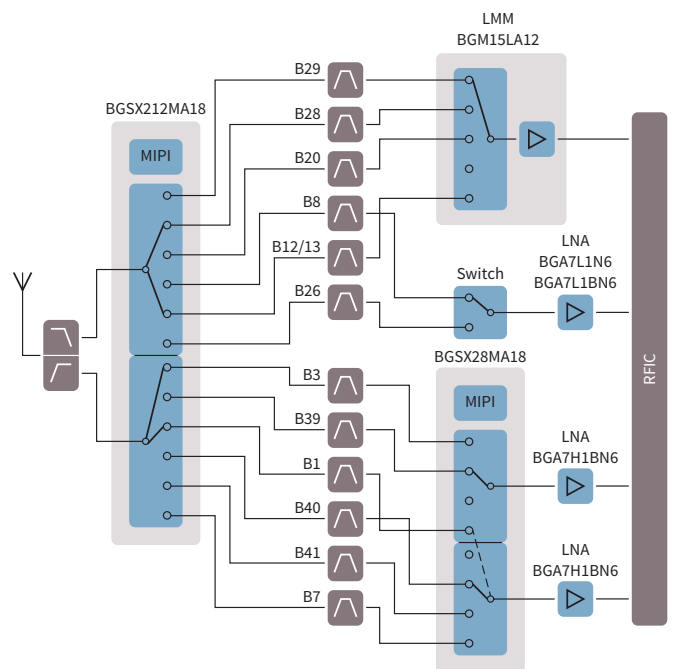 LMM
BGM15LA12
BGSX212MA18
MIPI
B29
B28
B20
B8
B12/13
B26
Switch
LNA
BGA7L1N6
BGA7L1BN6
BGSX28MA18
MIPI
B3
B39
B1
B40
B41
B7
LNA
BGA7H1BN6
LNA
BGA7H1BN6
RFIC